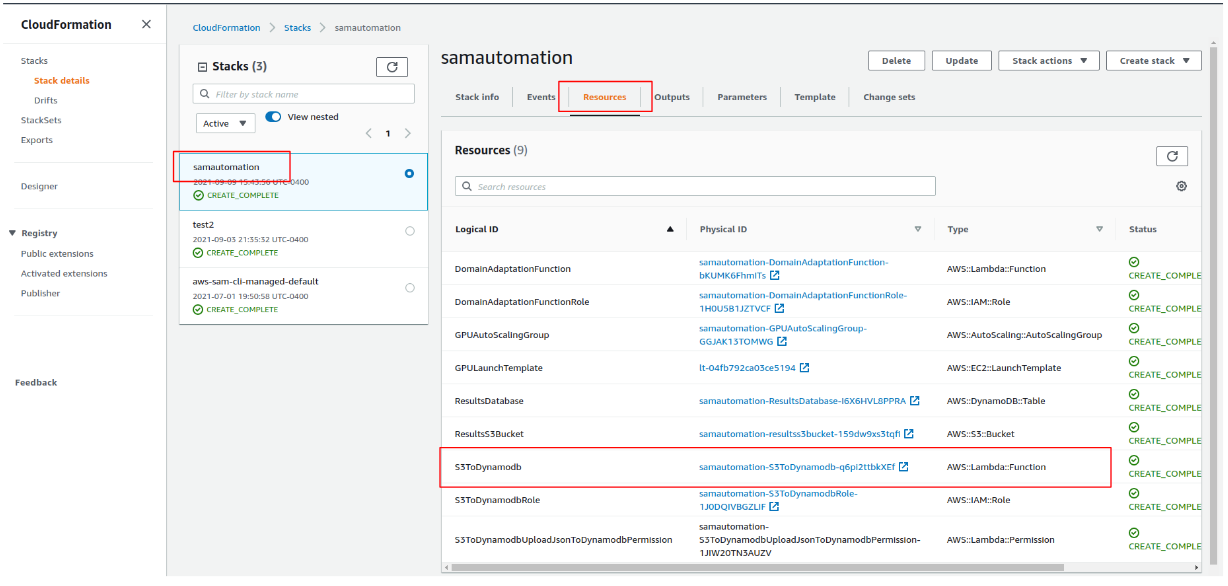 CloudFormation
CloudFormation Stacks samautomation
Stacks
Stack details
Drifts
StackSets
Exports
Designer
Registry
Public extensions
Activated extensions
Publisher
Feedback
Stacks (3)
Filter by stack name
Active
View nested
1
samautomation
2021-09-09 15:43:56 UTC-0400
CREATE_COMPLETE
test2
2021-09-03 21:35:32 UTC-0400
CREATE_COMPLETE
aws-sam-cli-managed-default
2021-07-01 19:50:58 UTC-0400
CREATE_COMPLETE
samautomation
Delete Update Stack actions Create stack
Stack info Events Resources Outputs Parameters Template Change sets
Resources (9)
Search resources
Logical ID Physical ID Type Status
DomainAdaptationFunction samautomation-DomainAdaptationFunction- AWS::Lambda::Function
bKUMK6FhmITs CREATE_COMPLE
DomainAdaptationFunctionRole samautomation-DomainAdaptationFunctionRole- AWS::IAM::Role
1H0U5B1JZTVCF CREATE_COMPLE
GPUAutoScalingGroup samautomation-GPUAutoScalingGroup- AWS::AutoScaling::AutoScalingGroup
GGJAK13TOMWG CREATE_COMPLE
GPULaunchTemplate lt-04fb792ca03ce5194 AWS::EC2::LaunchTemplate CREATE_COMPLE
ResultsDatabase samautomation-ResultsDatabase-I6X6HVL8PPRA AWS::DynamoDB::Table CREATE_COMPLE
ResultsS3Bucket samautomation-resultss3bucket-159dw9xs3tqfl AWS::S3::Bucket CREATE_COMPLE
S3ToDynamodb samautomation-S3ToDynamodb-q6pi2ttbkXEf AWS::Lambda::Function CREATE_COMPLE
S3ToDynamodbRole samautomation-S3ToDynamodbRole- AWS::IAM::Role
1J0DQIVBGZLIF CREATE_COMPLE
samautomation-
S3ToDynamodbUploadJsonToDynamodbPermission S3ToDynamodbUploadJsonToDynamodbPermission- AWS::Lambda::Permission
1JIW20TN3AUZV CREATE_COMPLE